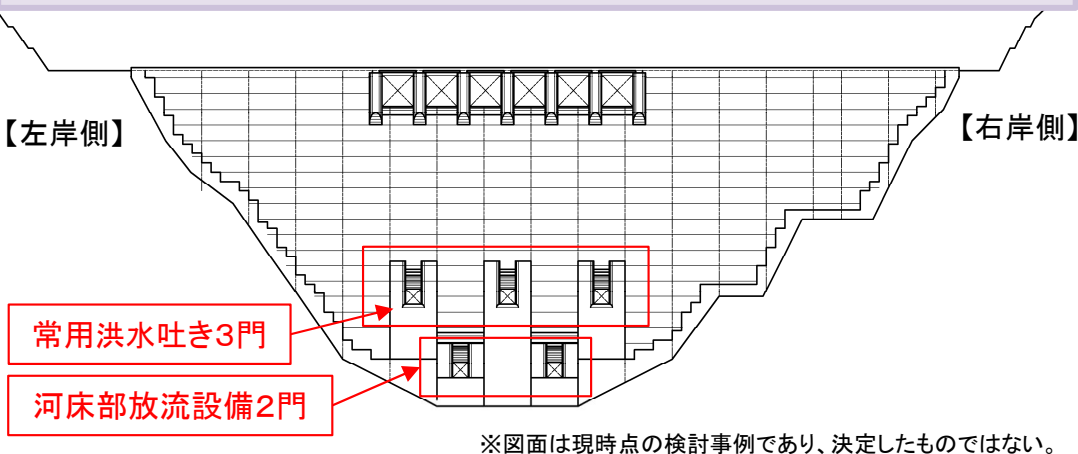 【左岸側】
【右岸側】
常用洪水吐き3門
河床部放流設備2門
※図面は現時点の検討事例であり、決定したものではない。